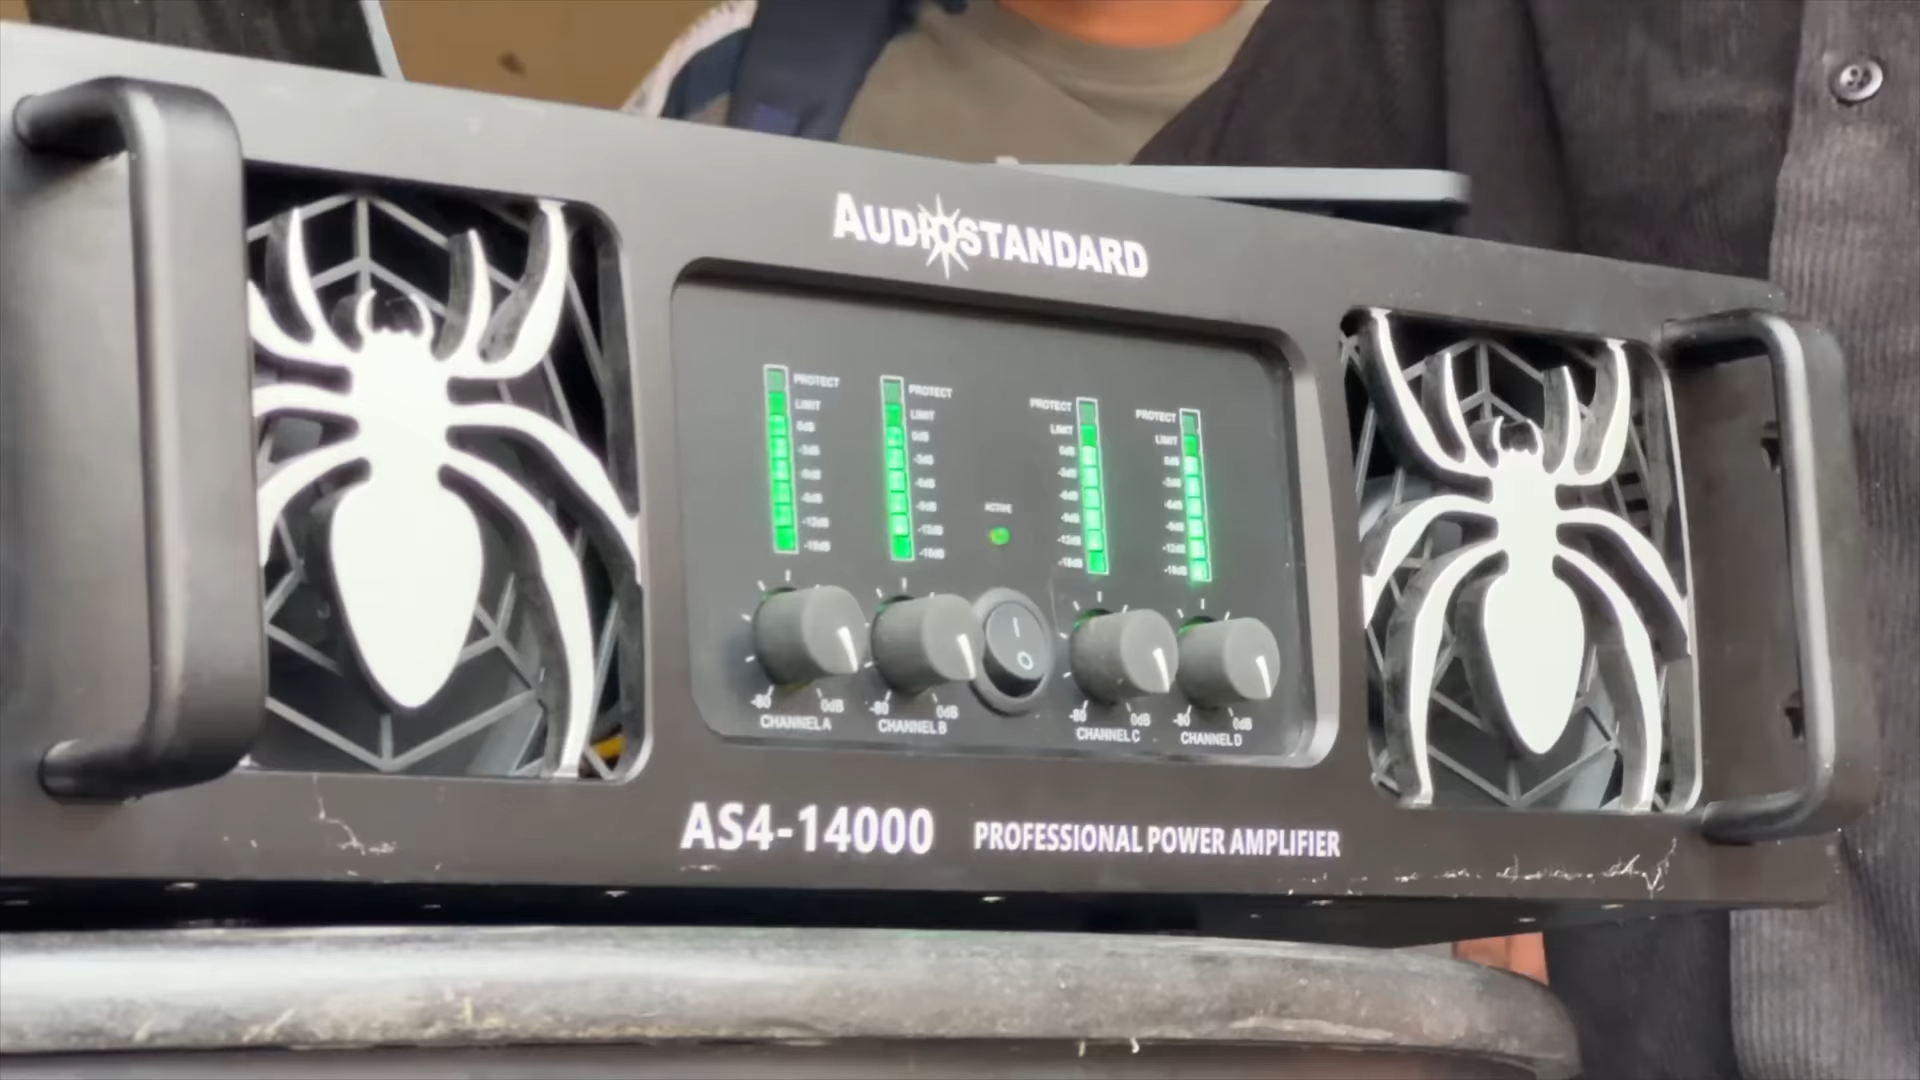 AUDIOSTANDARD
PROTECT
LIMIT
0dB
-3dB
-6dB
-9dB
-12dB
-18dB
PROTECT
LIMIT
0dB
-3dB
-6dB
-9dB
-12dB
-18dB
ACTIVE
PROTECT
LIMIT
0dB
-3dB
-6dB
-9dB
-12dB
-18dB
PROTECT
LIMIT
0dB
-3dB
-6dB
-9dB
-12dB
-18dB
-80 0dB
CHANNEL A
-80 0dB
CHANNEL B
I
O
-80 0dB
CHANNEL C
-80 0dB
CHANNEL D
AS4-14000 PROFESSIONAL POWER AMPLIFIER